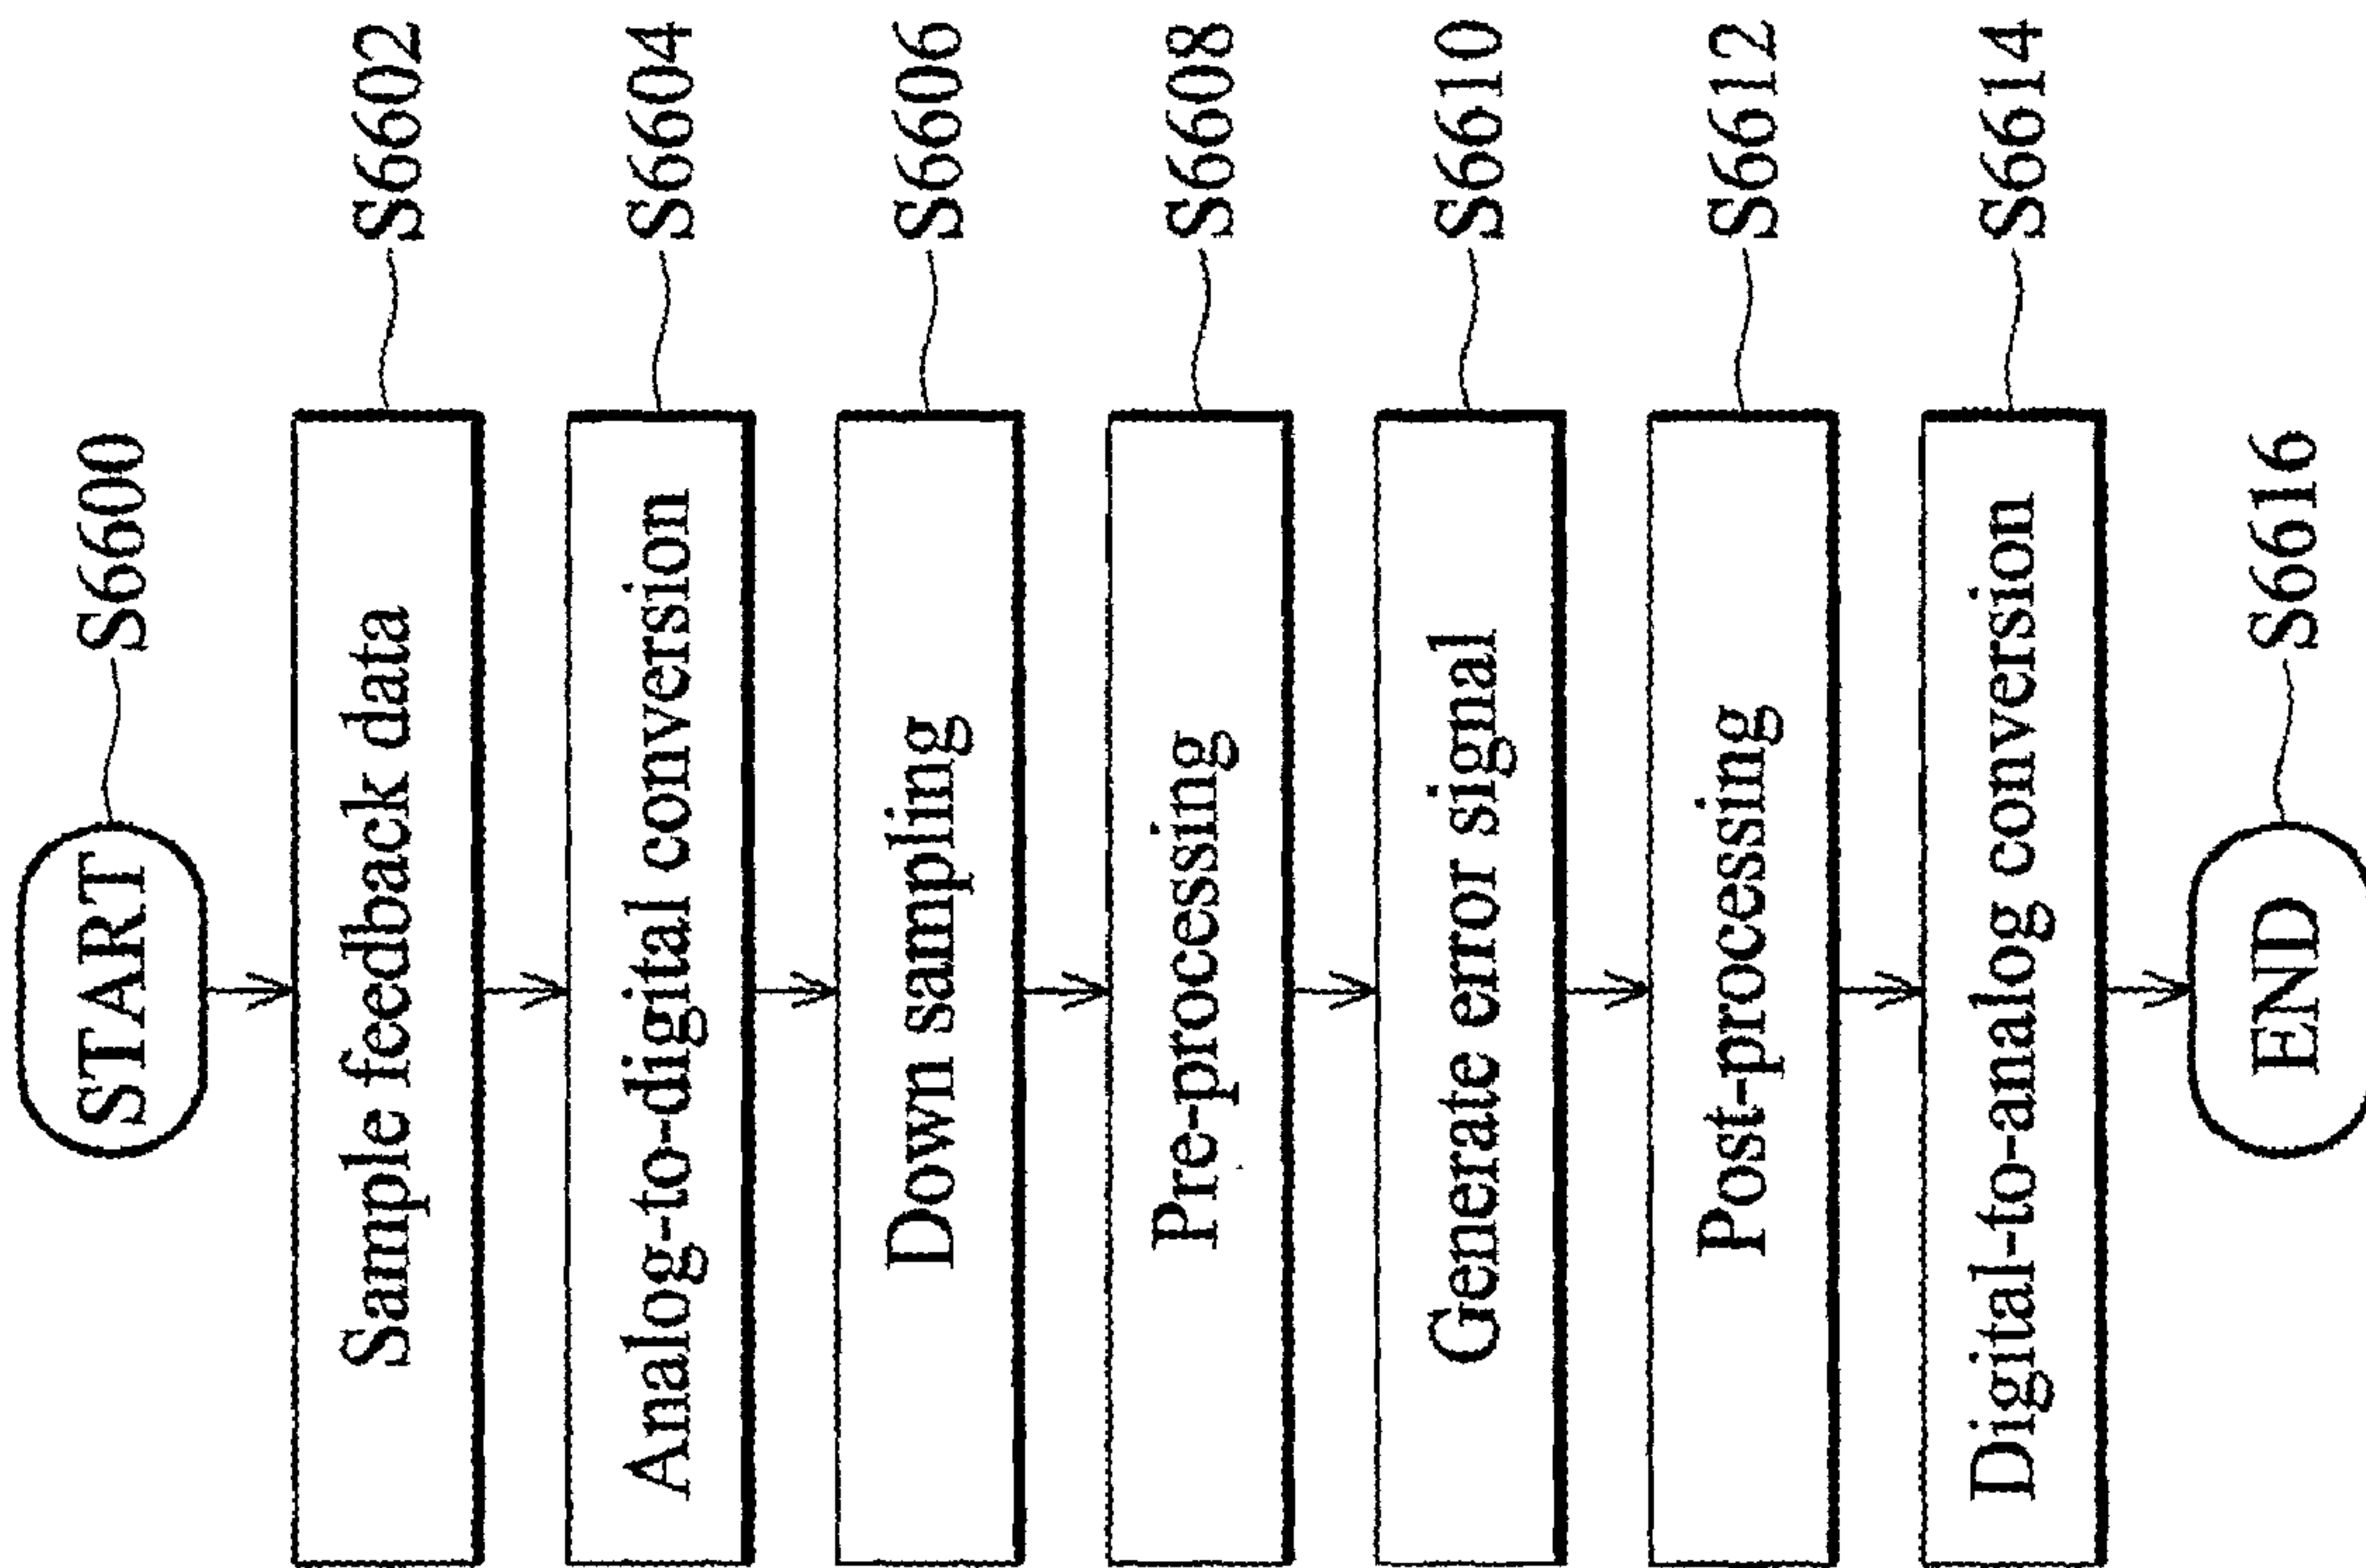 START
S6600
Sample feedback data
S6602
Analog-to-digital conversion
S6604
Down sampling
S6606
Pre-processing
S6608
Generate error signal
S6610
Post-processing
S6612
Digital-to-analog conversion
S6614
END
S6616